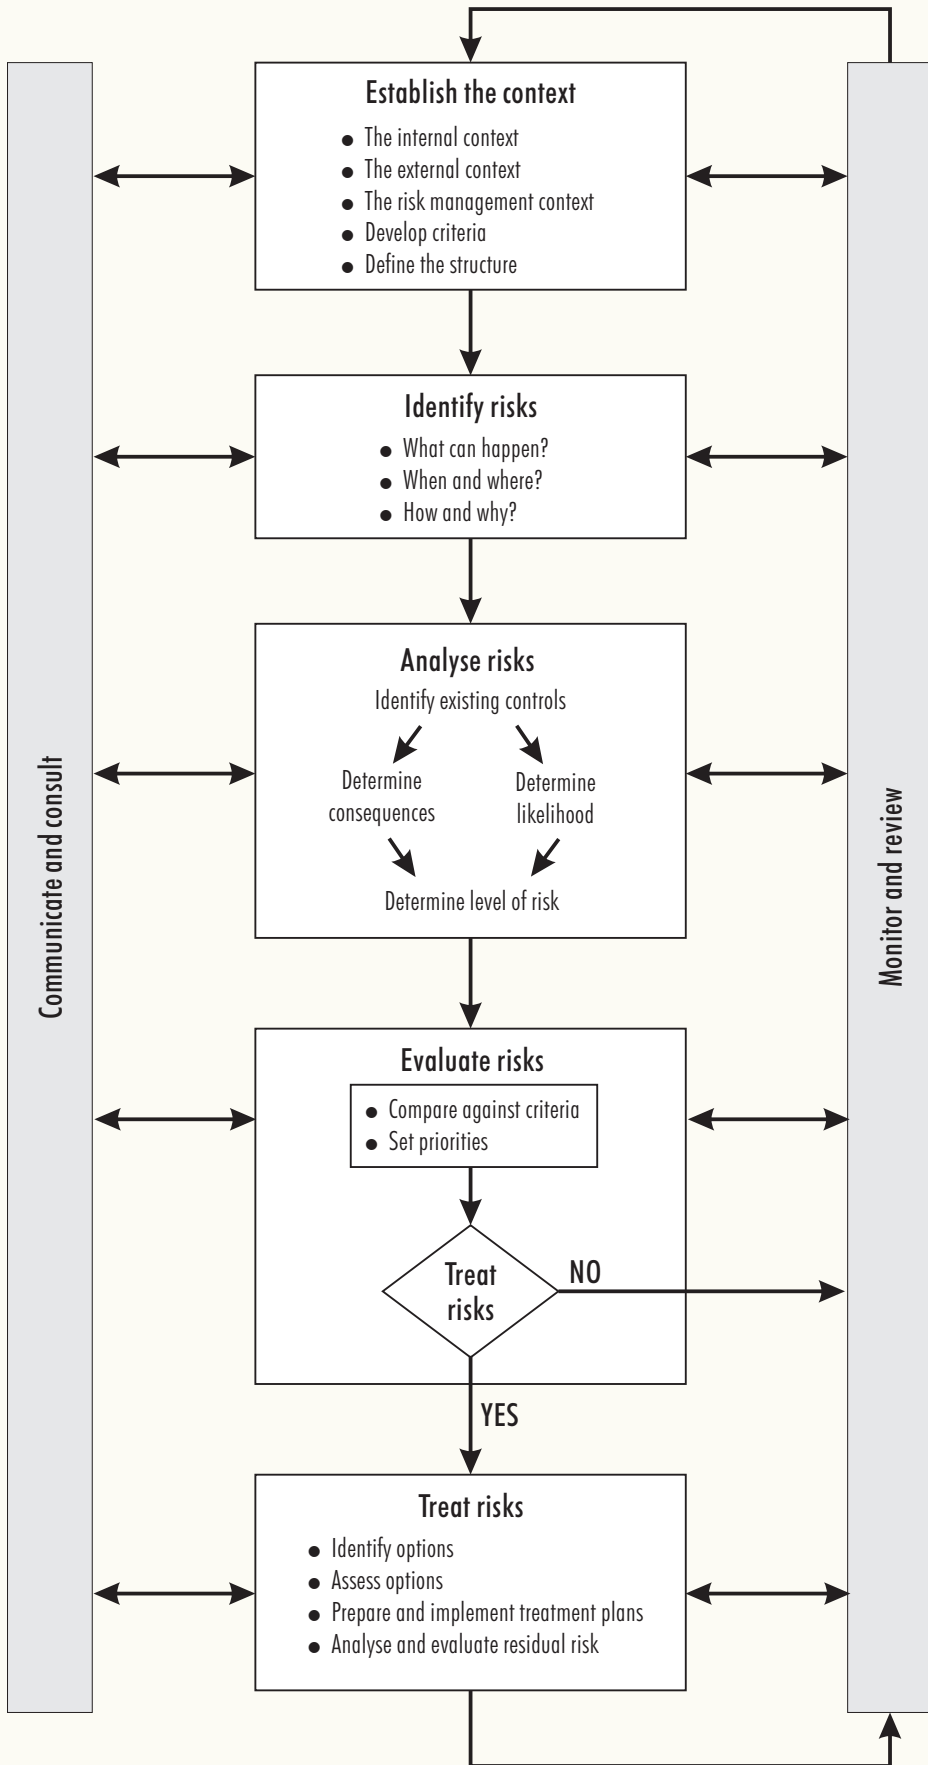 Establish the context
● The internal context
● The external context
● The risk management context
● Develop criteria
● Define the structure
Identify risks
● What can happen?
● When and where?
● How and why?
Analyse risks
Identify existing controls
Determine
consequences
Determine
likelihood
Determine level of risk
Evaluate risks
● Compare against criteria
● Set priorities
Treat
risks
NO
YES
Treat risks
● Identify options
● Assess options
● Prepare and implement treatment plans
● Analyse and evaluate residual risk
Communicate and consult
Monitor and review